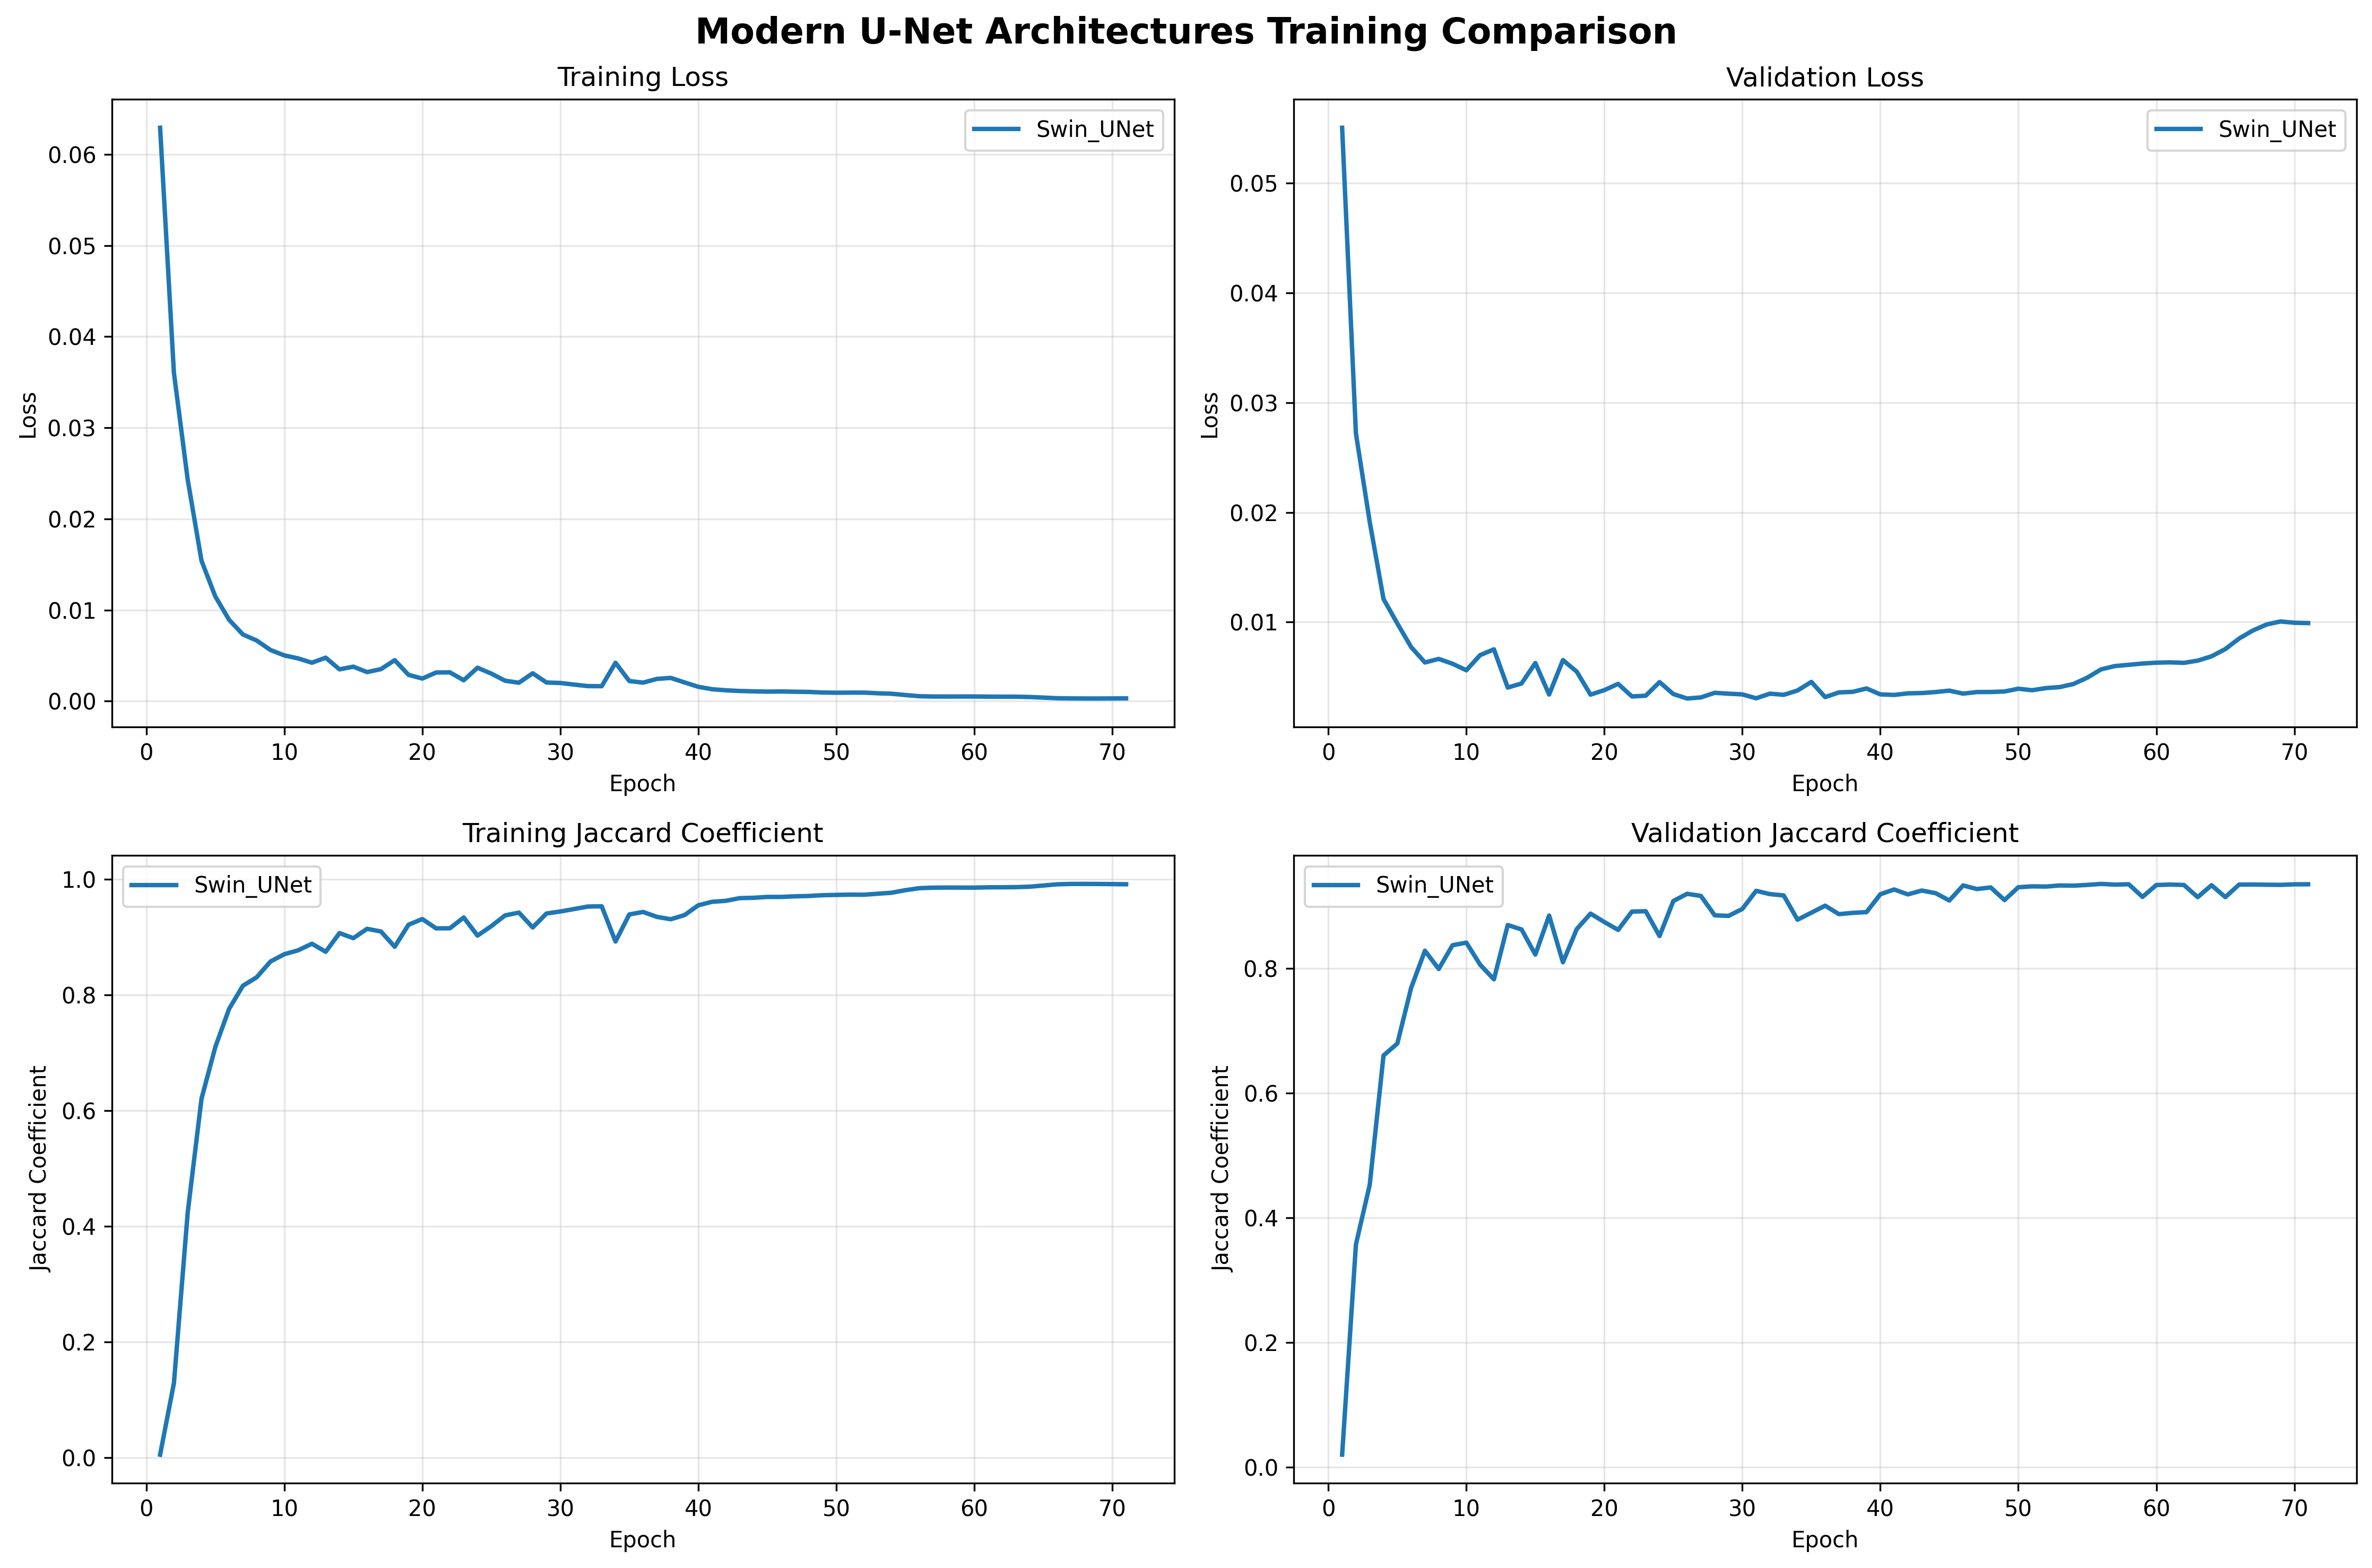 Modern U-Net Architectures Training Comparison
Training Loss
Swin_UNet
0.06
0.05
0.04
0.03
0.02
0.01
0.00
Loss
0 10 20 30 40 50 60 70
Epoch
Validation Loss
Swin_UNet
0.05
0.04
0.03
0.02
0.01
Loss
0 10 20 30 40 50 60 70
Epoch
Training Jaccard Coefficient
Swin_UNet
1.0
0.8
0.6
0.4
0.2
0.0
Jaccard Coefficient
0 10 20 30 40 50 60 70
Epoch
Validation Jaccard Coefficient
Swin_UNet
0.8
0.6
0.4
0.2
0.0
Jaccard Coefficient
0 10 20 30 40 50 60 70
Epoch